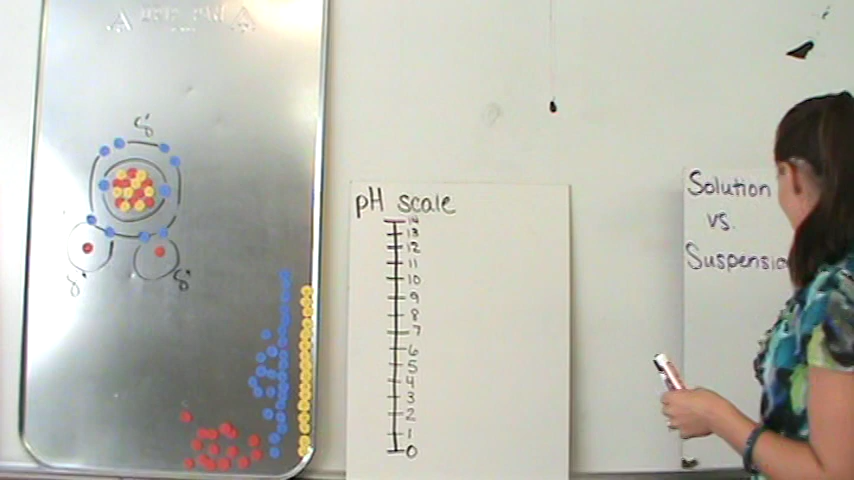 δ-
δ+
δ+
pH scale
14
13
12
11
10
9
8
7
6
5
4
3
2
1
0
Solution
vs.
Suspensio